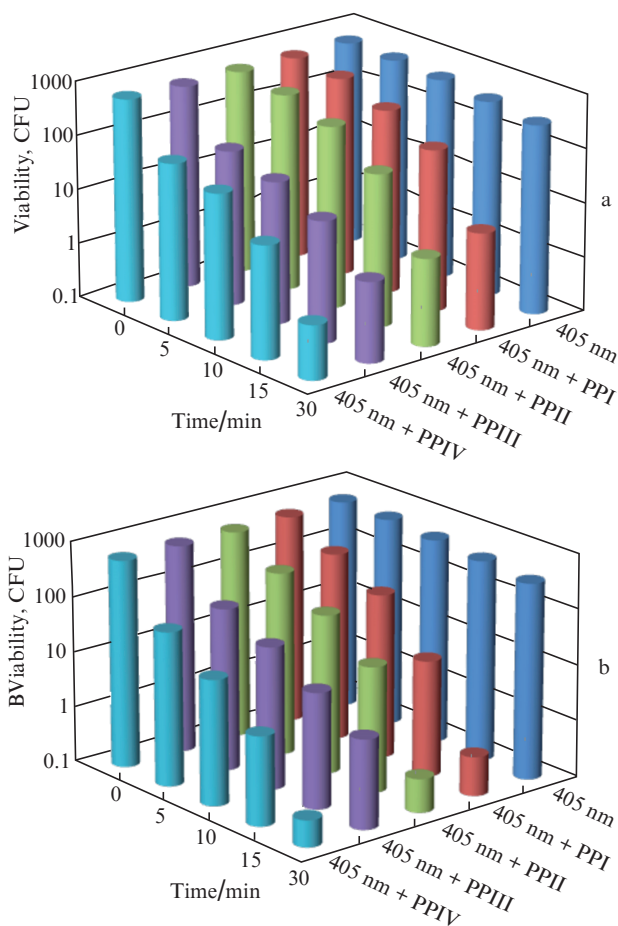 1000
100
10
1
0.1
Viability, CFU
0
5
10
15
30
Time/min
405 nm
405 nm + PPI
405 nm + PPII
405 nm + PPIII
405 nm + PPIV
a
1000
100
10
1
0.1
BViability, CFU
0
5
10
15
30
Time/min
405 nm
405 nm + PPI
405 nm + PPII
405 nm + PPIII
405 nm + PPIV
b